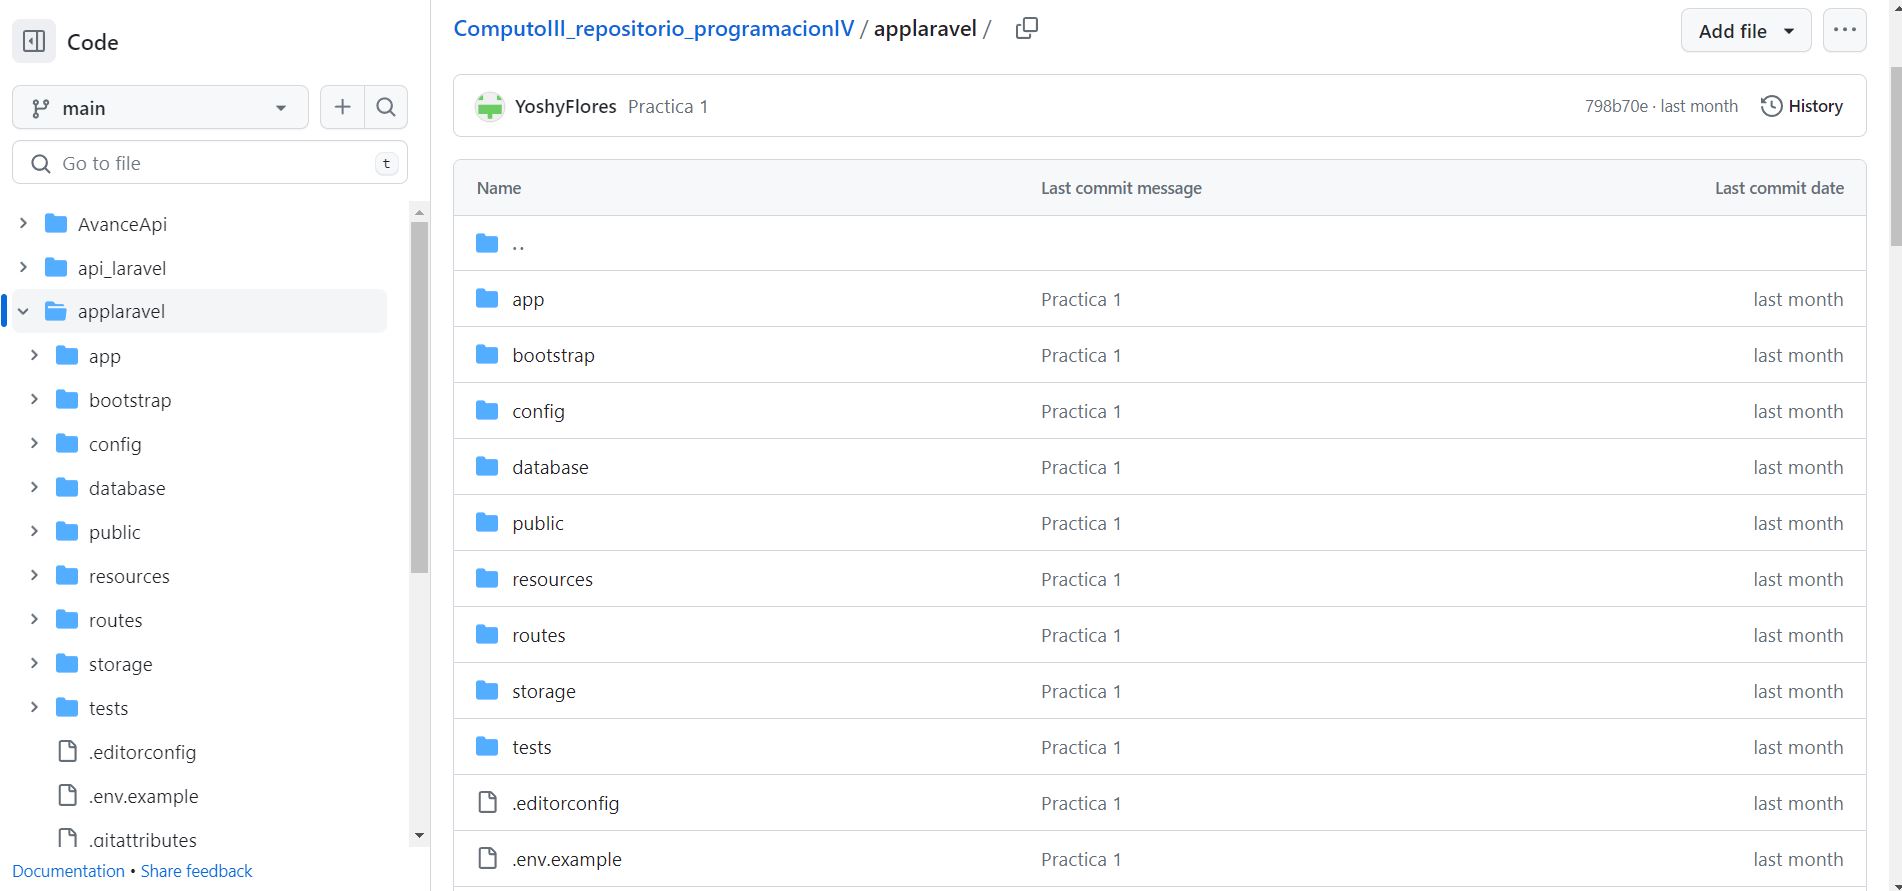 Code
main
Go to file
t
AvanceApi
api_laravel
applaravel
app
bootstrap
config
database
public
resources
routes
storage
tests
.editorconfig
.env.example
.gitattributes
Documentation • Share feedback
ComputoIII_repositorio_programacionIV / applaravel /
Add file
YoshyFlores Practica 1
798b70e · last month History
Name Last commit message Last commit date
..
app Practica 1 last month
bootstrap Practica 1 last month
config Practica 1 last month
database Practica 1 last month
public Practica 1 last month
resources Practica 1 last month
routes Practica 1 last month
storage Practica 1 last month
tests Practica 1 last month
.editorconfig Practica 1 last month
.env.example Practica 1 last month